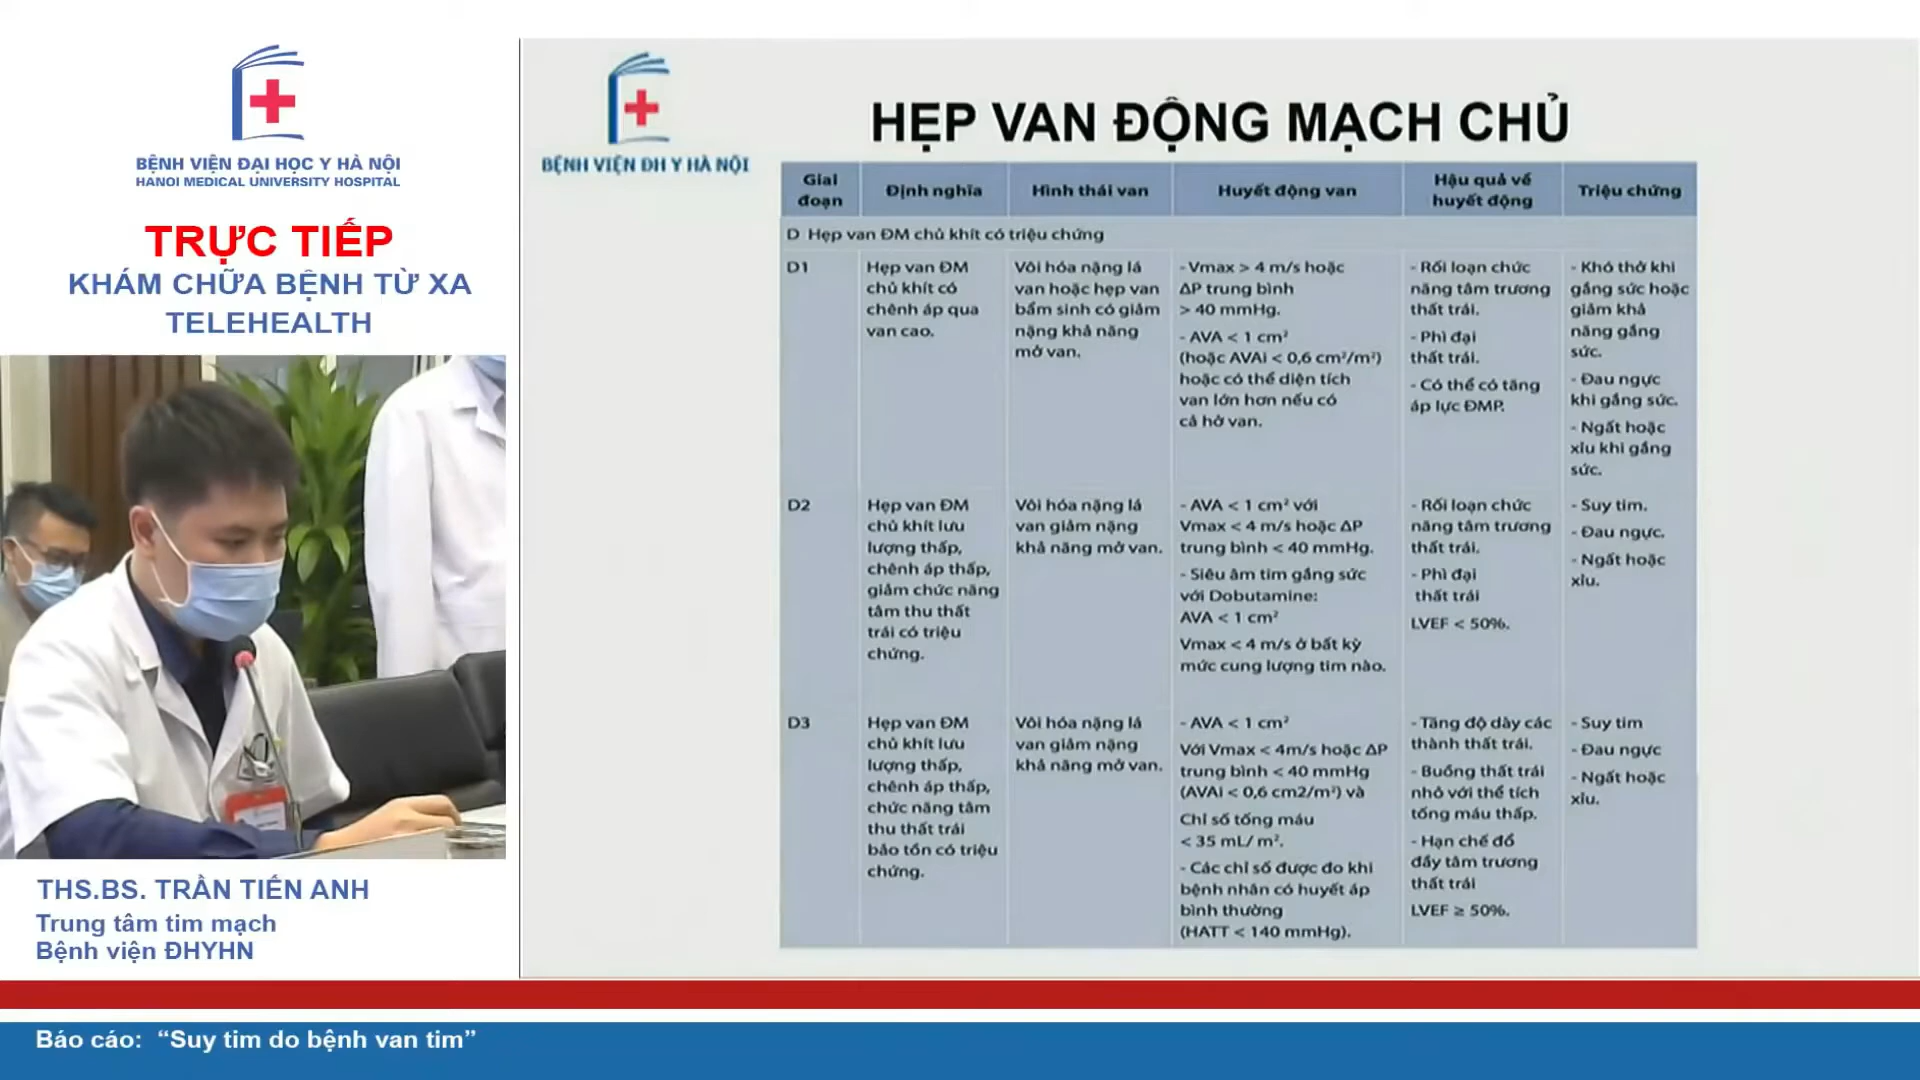 BỆNH VIỆN ĐẠI HỌC Y HÀ NỘI
HANOI MEDICAL UNIVERSITY HOSPITAL
TRỰC TIẾP
KHÁM CHỮA BỆNH TỪ XA
TELEHEALTH
THS.BS. TRẦN TIẾN ANH
Trung tâm tim mạch
Bệnh viện ĐHYHN
BỆNH VIỆN ĐH Y HÀ NỘI
HẸP VAN ĐỘNG MẠCH CHỦ
Giai
đoạn
Định nghĩa
Hình thái van
Huyết động van
Hậu quả về
huyết động
Triệu chứng
D Hẹp van ĐM chủ khít có triệu chứng
D1
Hẹp van ĐM
chủ khít có
chênh áp qua
van cao.
Vôi hóa nặng lá
van hoặc hẹp van
bẩm sinh có giảm
nặng khả năng
mở van.
- Vmax > 4 m/s hoặc
ΔP trung bình
> 40 mmHg.
- AVA < 1 cm²
(hoặc AVAi < 0,6 cm²/m²)
hoặc có thể diện tích
van lớn hơn nếu có
cả hở van.
- Rối loạn chức
năng tâm trương
thất trái.
- Phì đại
thất trái.
- Có thể có tăng
áp lực ĐMP.
- Khó thở khi
gắng sức hoặc
giảm khả
năng gắng
sức.
- Đau ngực
khi gắng sức.
- Ngất hoặc
xỉu khi gắng
sức.
D2
Hẹp van ĐM
chủ khít lưu
lượng thấp,
chênh áp thấp,
giảm chức năng
tâm thu thất
trái có triệu
chứng.
Vôi hóa nặng lá
van giảm nặng
khả năng mở van.
- AVA < 1 cm² với
Vmax < 4 m/s hoặc ΔP
trung bình < 40 mmHg.
- Siêu âm tim gắng sức
với Dobutamine:
AVA < 1 cm²
Vmax < 4 m/s ở bất kỳ
mức cung lượng tim nào.
- Rối loạn chức
năng tâm trương
thất trái.
- Phì đại
thất trái
LVEF < 50%.
- Suy tim.
- Đau ngực.
- Ngất hoặc
xỉu.
D3
Hẹp van ĐM
chủ khít lưu
lượng thấp,
chênh áp thấp,
chức năng tâm
thu thất trái
bảo tồn có triệu
chứng.
Vôi hóa nặng lá
van giảm nặng
khả năng mở van.
- AVA < 1 cm²
Với Vmax < 4m/s hoặc ΔP
trung bình < 40 mmHg
(AVAi < 0,6 cm2/m²) và
Chỉ số tống máu
< 35 mL/ m².
- Các chỉ số được đo khi
bệnh nhân có huyết áp
bình thường
(HATT < 140 mmHg).
- Tăng độ dày các
thành thất trái.
- Buồng thất trái
nhỏ với thể tích
tống máu thấp.
- Hạn chế đổ
đầy tâm trương
thất trái
LVEF ≥ 50%.
- Suy tim
- Đau ngực
- Ngất hoặc
xỉu.
Báo cáo: “Suy tim do bệnh van tim”